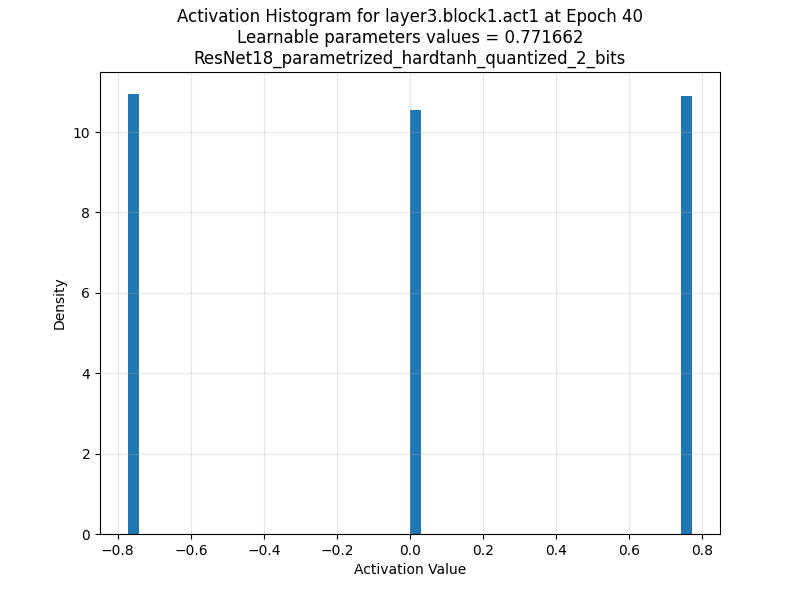 Activation Histogram for layer3.block1.act1 at Epoch 40
Learnable parameters values = 0.771662
ResNet18_parametrized_hardtanh_quantized_2_bits
10
8
6
4
2
0
Density
−0.8 −0.6 −0.4 −0.2 0.0 0.2 0.4 0.6 0.8
Activation Value